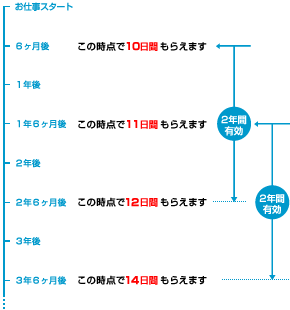 お仕事スタート
6ヶ月後 この時点で10日間もらえます
1年後
2年間
有効
1年6ヶ月後 この時点で11日間もらえます
2年後
2年間
有効
2年6ヶ月後 この時点で12日間もらえます
3年後
3年6ヶ月後 この時点で14日間もらえます